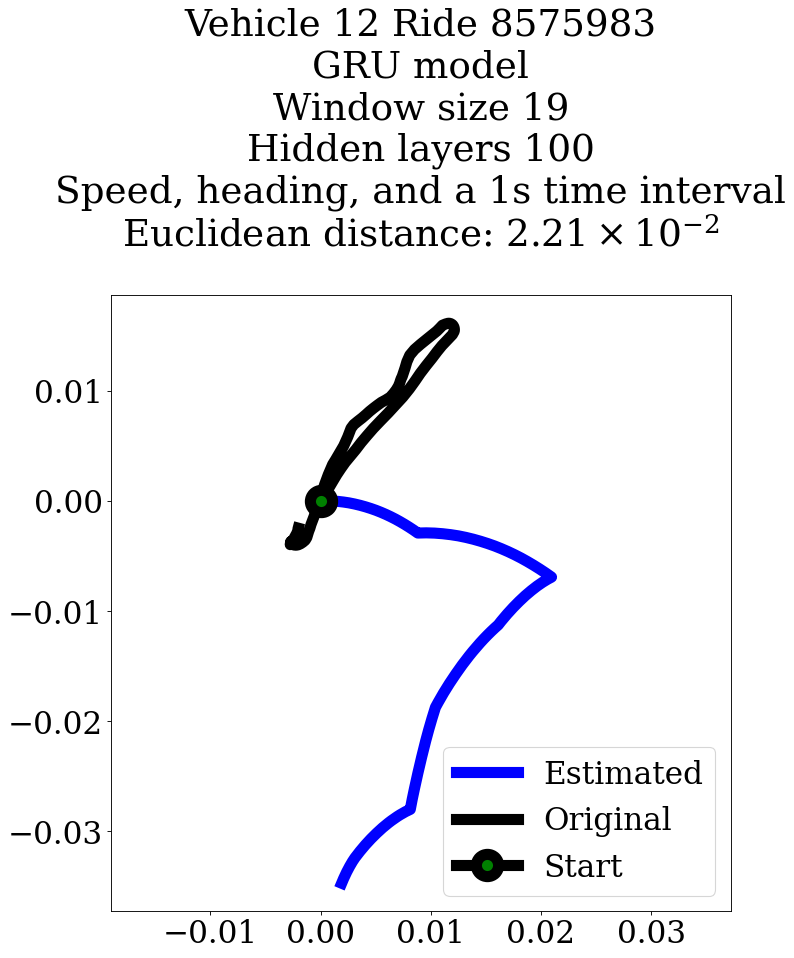 Vehicle 12 Ride 8575983
GRU model
Window size 19
Hidden layers 100
Speed, heading, and a 1s time interval
Euclidean distance: 2.21 × 10⁻²
0.01
0.00
−0.01
−0.02
−0.03
Estimated
Original
Start
−0.01 0.00 0.01 0.02 0.03